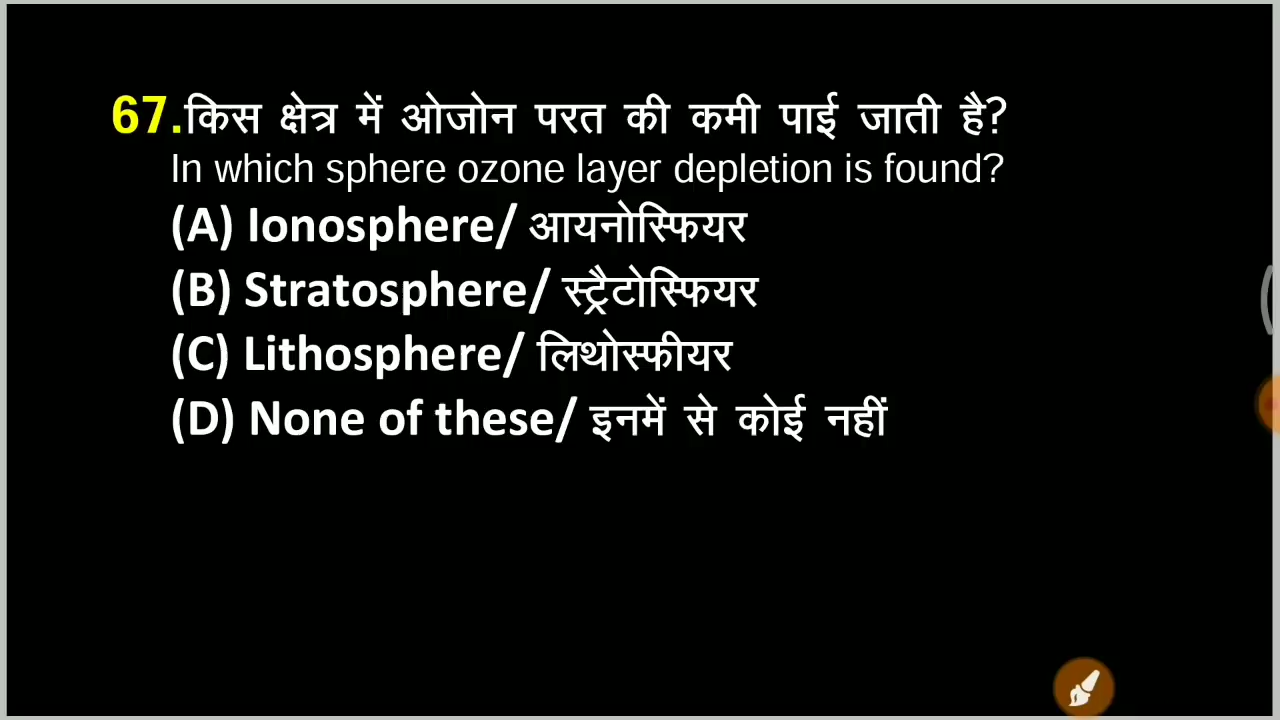 67.किस क्षेत्र में ओजोन परत की कमी पाई जाती है?
In which sphere ozone layer depletion is found?
(A) Ionosphere/ आयनोस्फियर
(B) Stratosphere/ स्ट्रैटोस्फियर
(C) Lithosphere/ लिथोस्फीयर
(D) None of these/ इनमें से कोई नहीं